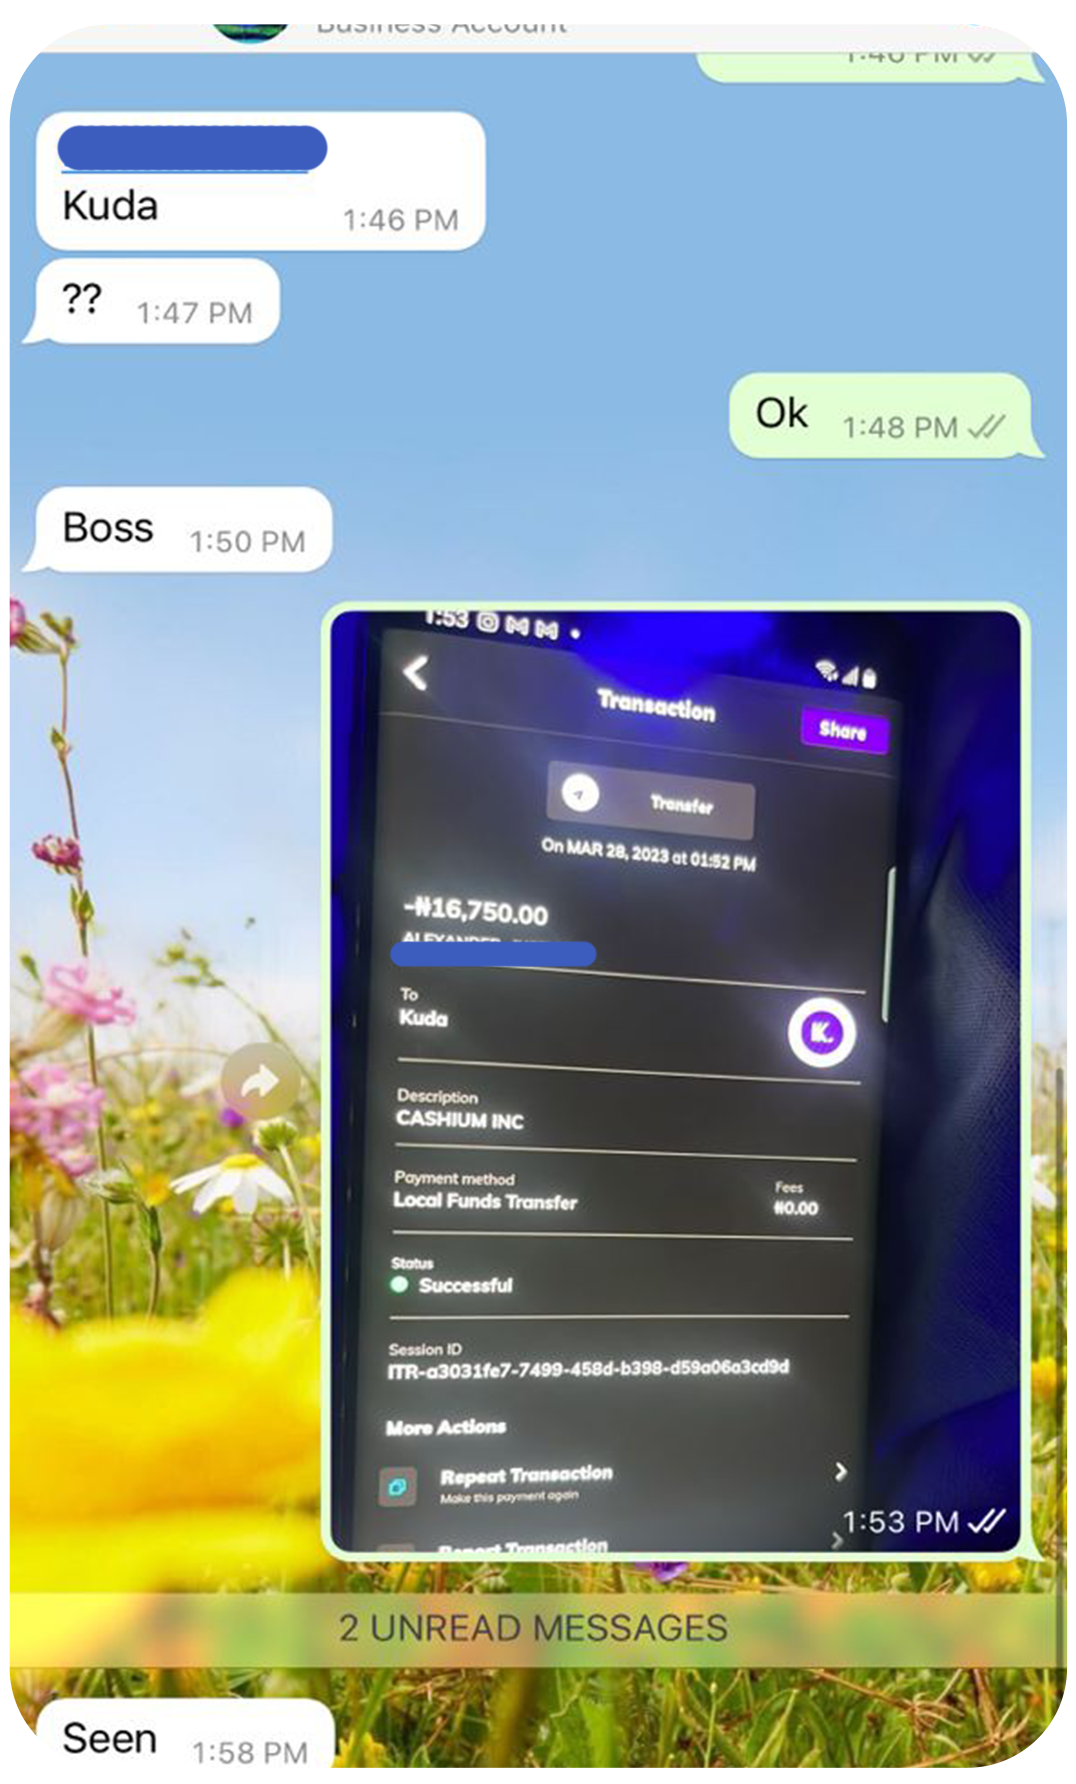 Business Account
1:46 PM
Kuda
1:46 PM
??
1:47 PM
Ok
1:48 PM
Boss
1:50 PM
1:53
Transaction
Share
Transfer
On MAR 28, 2023 at 01:52 PM
-₦16,750.00
ALEXANDER
To
Kuda
K.
Description
CASHIUM INC
Payment method
Local Funds Transfer
Fees
₦0.00
Status
Successful
Session ID
ITR-a3031fe7-7499-458d-b398-d59a06a3cd9d
More Actions
Repeat Transaction
Make this payment again
Report Transaction
1:53 PM
2 UNREAD MESSAGES
Seen
1:58 PM